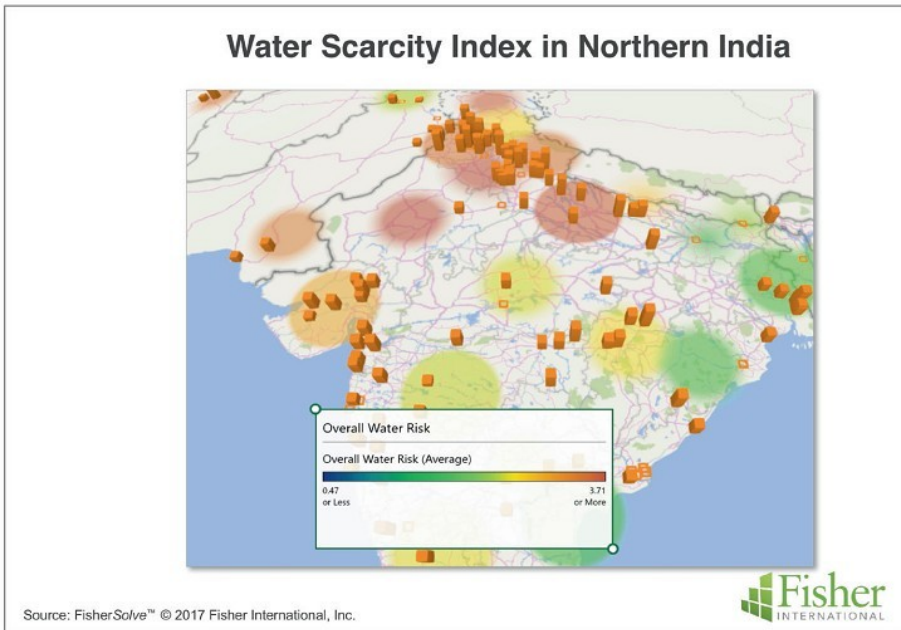 Water Scarcity Index in Northern India
Overall Water Risk
Overall Water Risk (Average)
0.47
or Less
3.71
or More
Source: FisherSolve™ © 2017 Fisher International, Inc.
Fisher
INTERNATIONAL